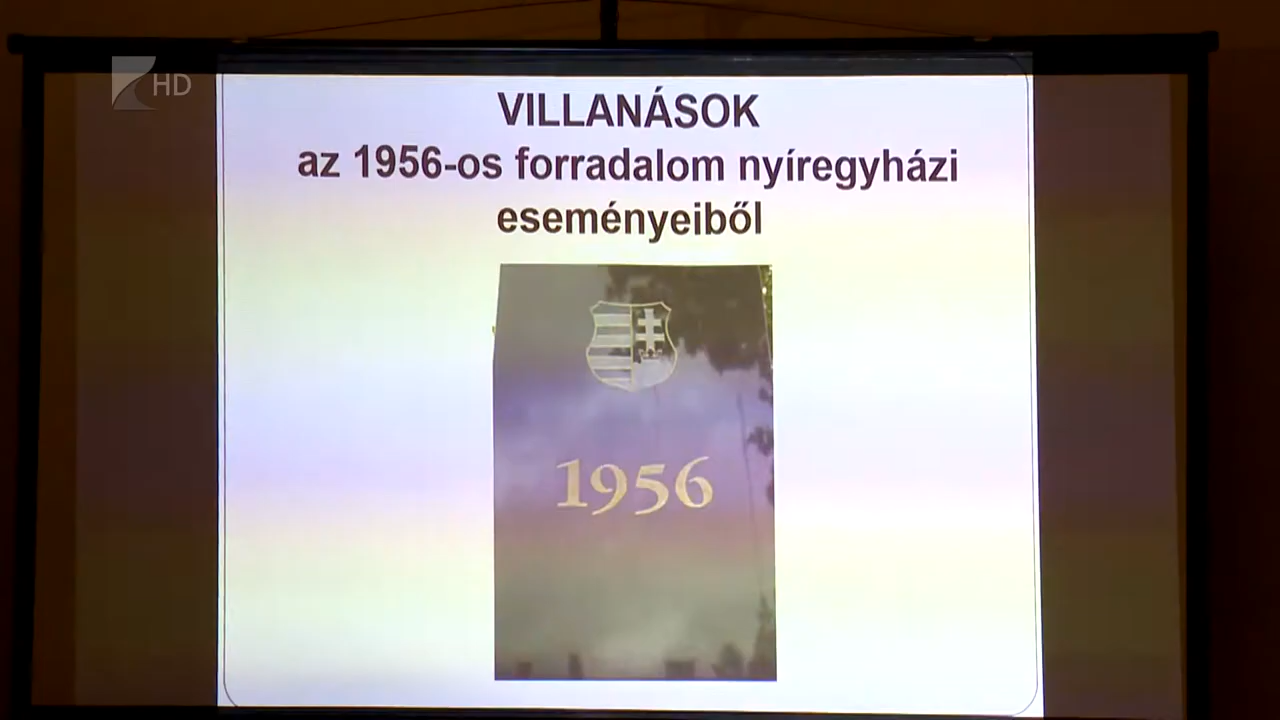 HD
VILLANÁSOK
az 1956-os forradalom nyíregyházi
eseményeiből
1956